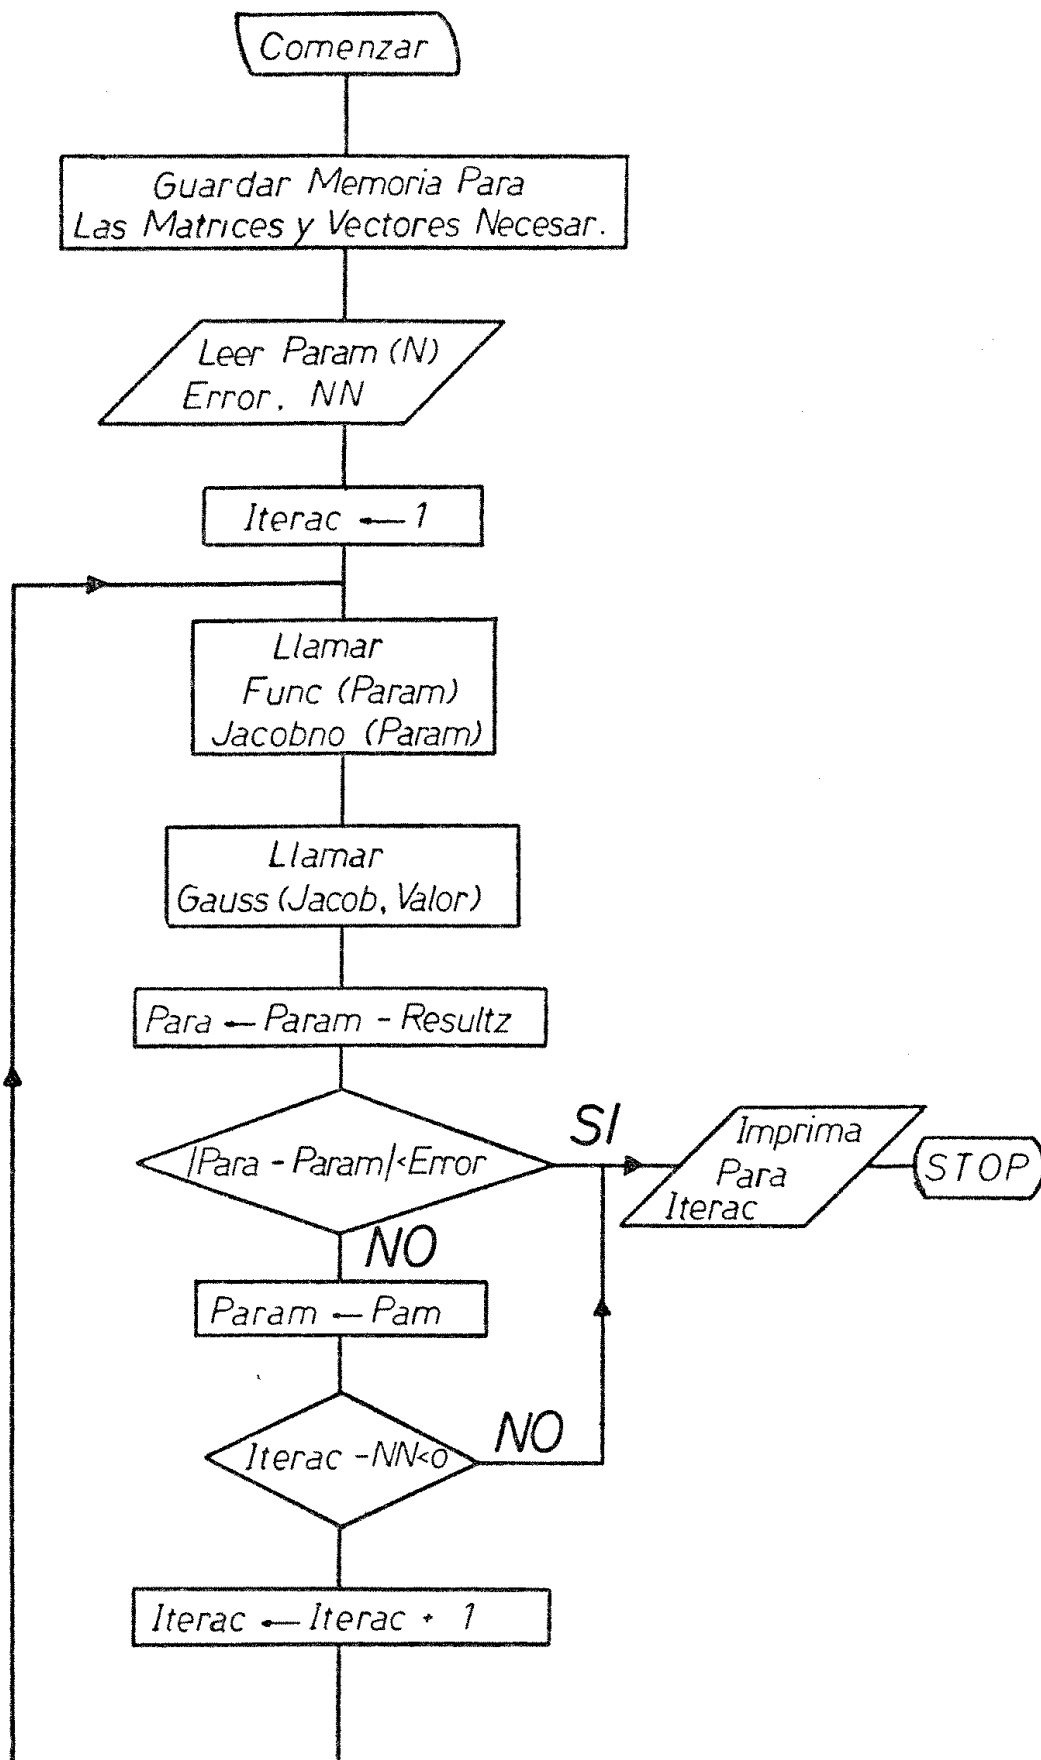 Comenzar
Guardar Memoria Para
Las Matrices y Vectores Necesar.
Leer Param (N)
Error, NN
Iterac ← 1
Llamar
Func (Param)
Jacobno (Param)
Llamar
Gauss (Jacob, Valor)
Para ← Param - Resultz
|Para - Param|<Error
SI
Imprima
Para
Iterac
STOP
NO
Param ← Pam
Iterac -NN<0
NO
Iterac ← Iterac + 1